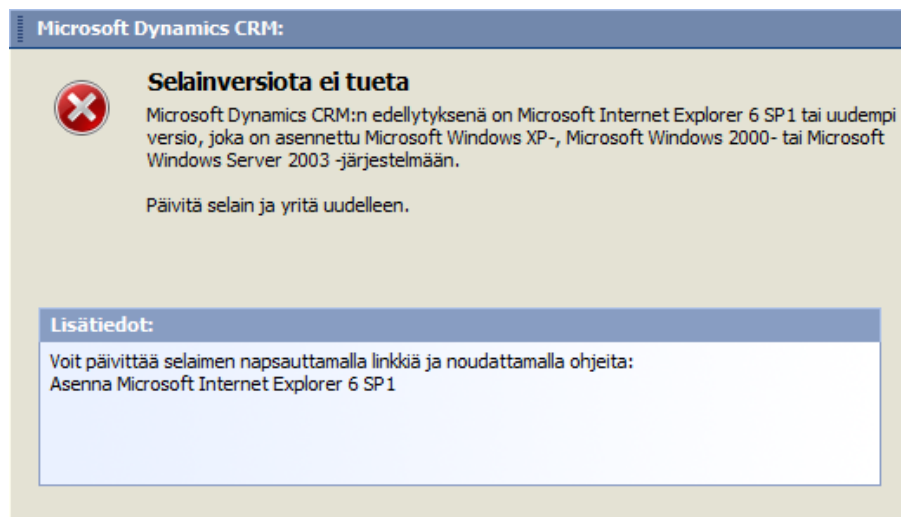 Microsoft Dynamics CRM:
Selainversiota ei tueta
Microsoft Dynamics CRM:n edellytyksenä on Microsoft Internet Explorer 6 SP1 tai uudempi
versio, joka on asennettu Microsoft Windows XP-, Microsoft Windows 2000- tai Microsoft
Windows Server 2003 -järjestelmään.
Päivitä selain ja yritä uudelleen.
Lisätiedot:
Voit päivittää selaimen napsauttamalla linkkiä ja noudattamalla ohjeita:
Asenna Microsoft Internet Explorer 6 SP1